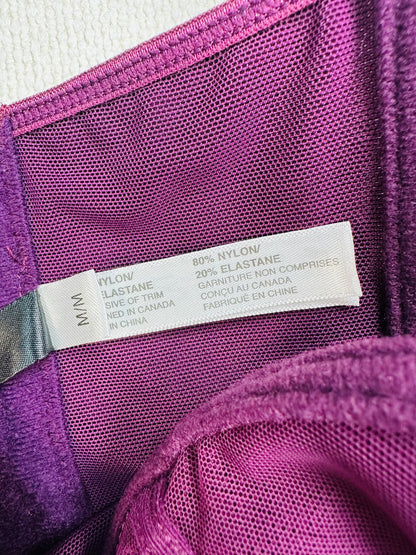 NYLON/
ELASTANE
SIVE OF TRIM
NED IN CANADA
IN CHINA
80% NYLON/
20% ELASTANE
GARNITURE NON COMPRISES
CONÇU AU CANADA
FABRIQUÉ EN CHINE
M/M